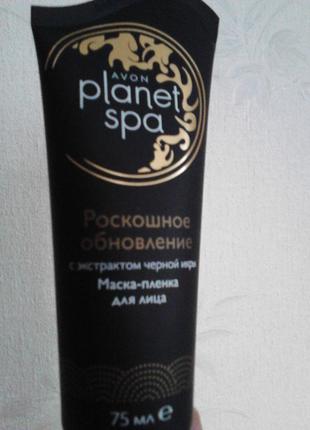 AVON
planet
spa
Роскошное
обновление
с экстрактом черной икры
Маска-пленка
для лица
75 мл e